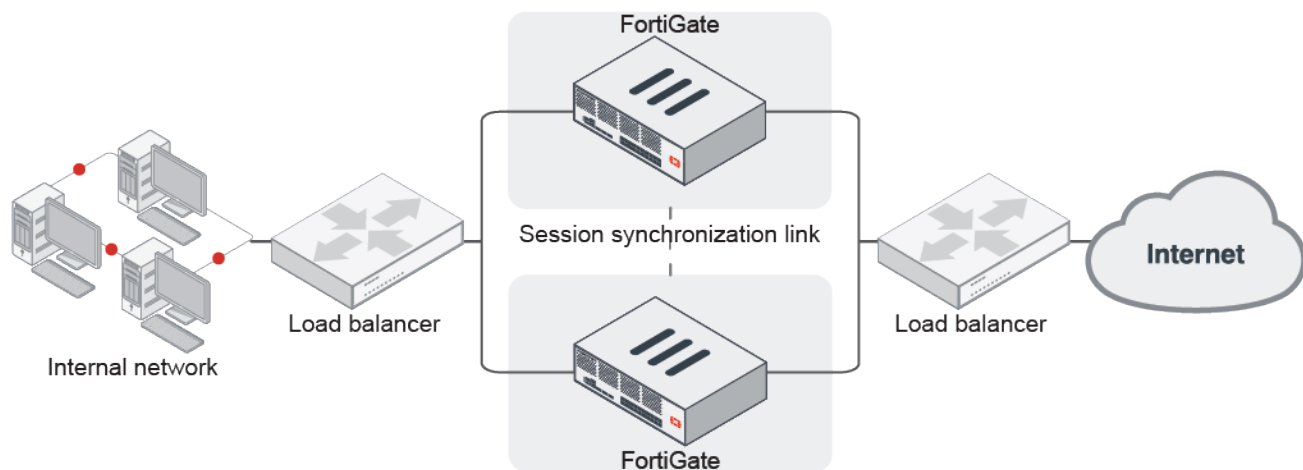 FortiGate
Session synchronization link
Internet
Load balancer
Load balancer
Internal network
FortiGate